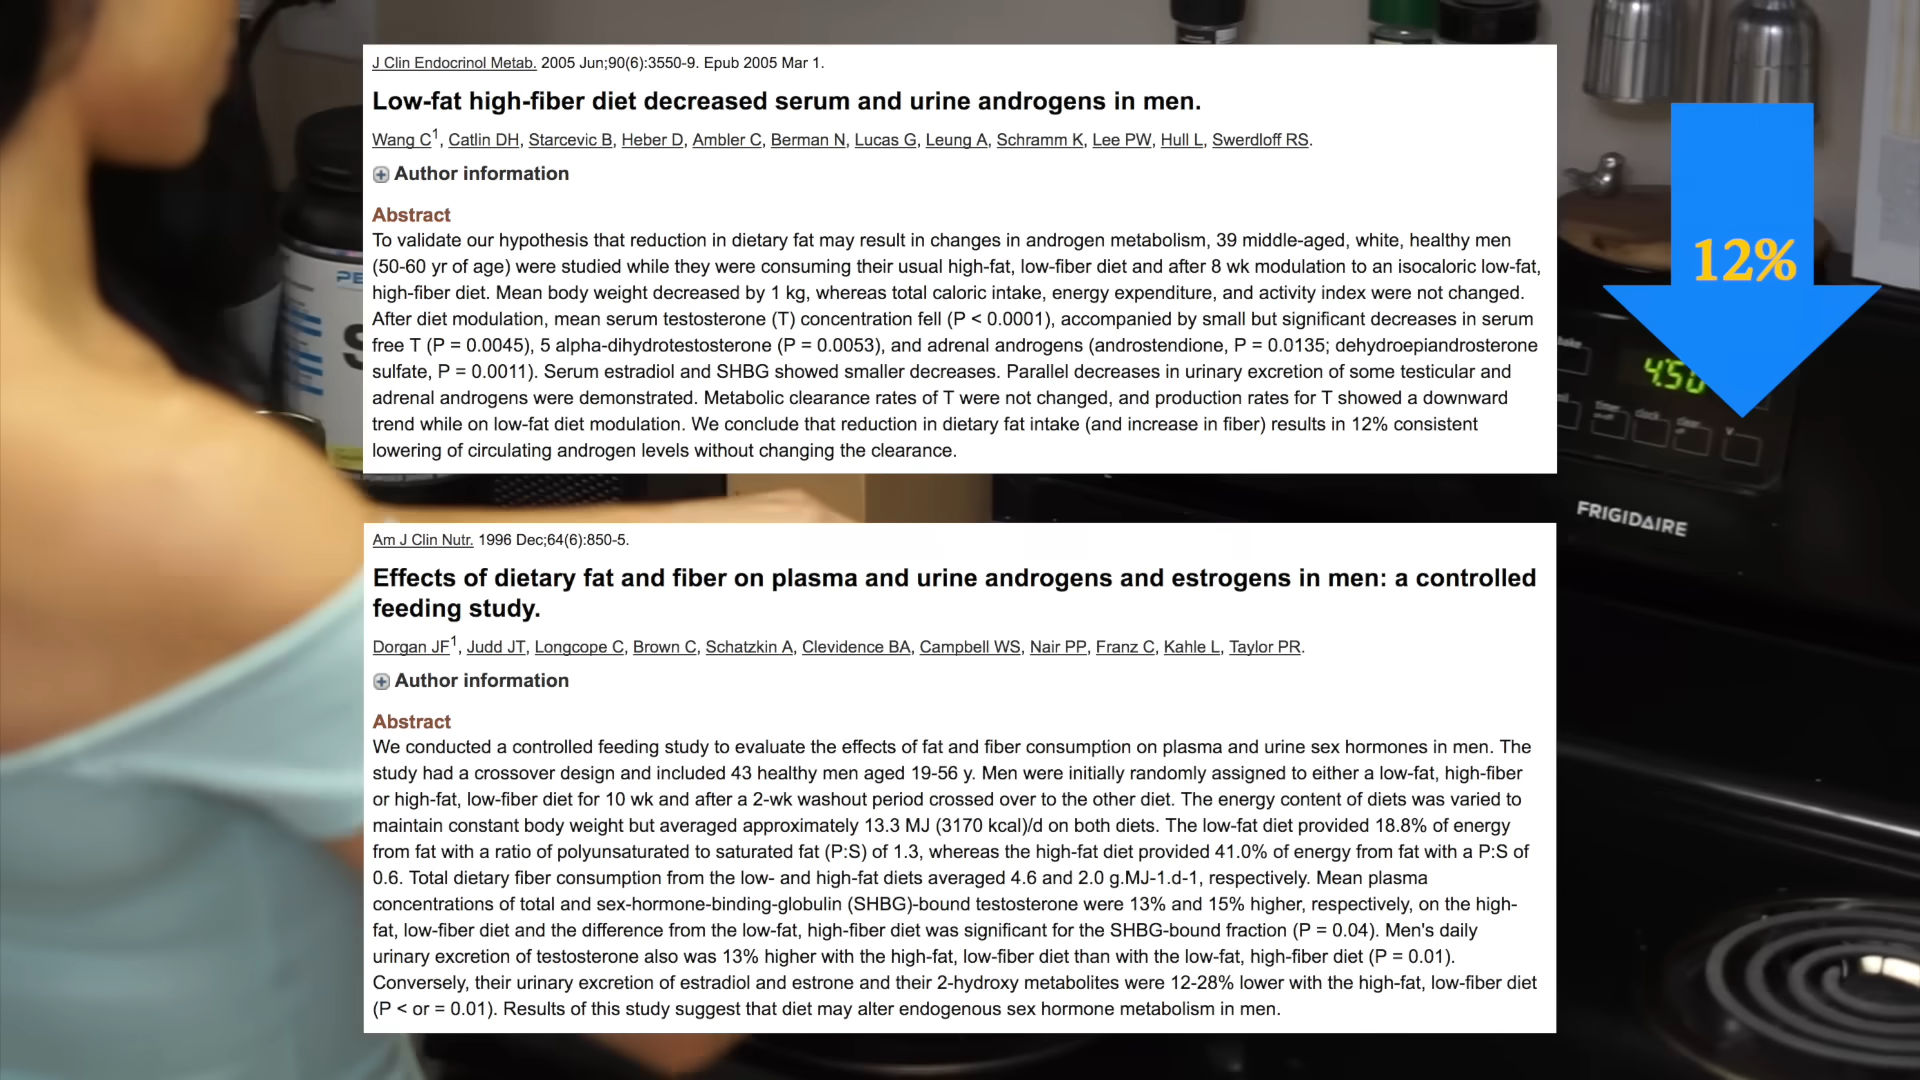 J Clin Endocrinol Metab. 2005 Jun;90(6):3550-9. Epub 2005 Mar 1.
Low-fat high-fiber diet decreased serum and urine androgens in men.
Wang C1, Catlin DH, Starcevic B, Heber D, Ambler C, Berman N, Lucas G, Leung A, Schramm K, Lee PW, Hull L, Swerdloff RS.
Author information
Abstract
To validate our hypothesis that reduction in dietary fat may result in changes in androgen metabolism, 39 middle-aged, white, healthy men
(50-60 yr of age) were studied while they were consuming their usual high-fat, low-fiber diet and after 8 wk modulation to an isocaloric low-fat,
high-fiber diet. Mean body weight decreased by 1 kg, whereas total caloric intake, energy expenditure, and activity index were not changed.
After diet modulation, mean serum testosterone (T) concentration fell (P < 0.0001), accompanied by small but significant decreases in serum
free T (P = 0.0045), 5 alpha-dihydrotestosterone (P = 0.0053), and adrenal androgens (androstendione, P = 0.0135; dehydroepiandrosterone
sulfate, P = 0.0011). Serum estradiol and SHBG showed smaller decreases. Parallel decreases in urinary excretion of some testicular and
adrenal androgens were demonstrated. Metabolic clearance rates of T were not changed, and production rates for T showed a downward
trend while on low-fat diet modulation. We conclude that reduction in dietary fat intake (and increase in fiber) results in 12% consistent
lowering of circulating androgen levels without changing the clearance.
12%
4:50
clock
FRIGIDAIRE
PE
S
Am J Clin Nutr. 1996 Dec;64(6):850-5.
Effects of dietary fat and fiber on plasma and urine androgens and estrogens in men: a controlled
feeding study.
Dorgan JF1, Judd JT, Longcope C, Brown C, Schatzkin A, Clevidence BA, Campbell WS, Nair PP, Franz C, Kahle L, Taylor PR.
Author information
Abstract
We conducted a controlled feeding study to evaluate the effects of fat and fiber consumption on plasma and urine sex hormones in men. The
study had a crossover design and included 43 healthy men aged 19-56 y. Men were initially randomly assigned to either a low-fat, high-fiber
or high-fat, low-fiber diet for 10 wk and after a 2-wk washout period crossed over to the other diet. The energy content of diets was varied to
maintain constant body weight but averaged approximately 13.3 MJ (3170 kcal)/d on both diets. The low-fat diet provided 18.8% of energy
from fat with a ratio of polyunsaturated to saturated fat (P:S) of 1.3, whereas the high-fat diet provided 41.0% of energy from fat with a P:S of
0.6. Total dietary fiber consumption from the low- and high-fat diets averaged 4.6 and 2.0 g.MJ-1.d-1, respectively. Mean plasma
concentrations of total and sex-hormone-binding-globulin (SHBG)-bound testosterone were 13% and 15% higher, respectively, on the high-
fat, low-fiber diet and the difference from the low-fat, high-fiber diet was significant for the SHBG-bound fraction (P = 0.04). Men's daily
urinary excretion of testosterone also was 13% higher with the high-fat, low-fiber diet than with the low-fat, high-fiber diet (P = 0.01).
Conversely, their urinary excretion of estradiol and estrone and their 2-hydroxy metabolites were 12-28% lower with the high-fat, low-fiber diet
(P < or = 0.01). Results of this study suggest that diet may alter endogenous sex hormone metabolism in men.